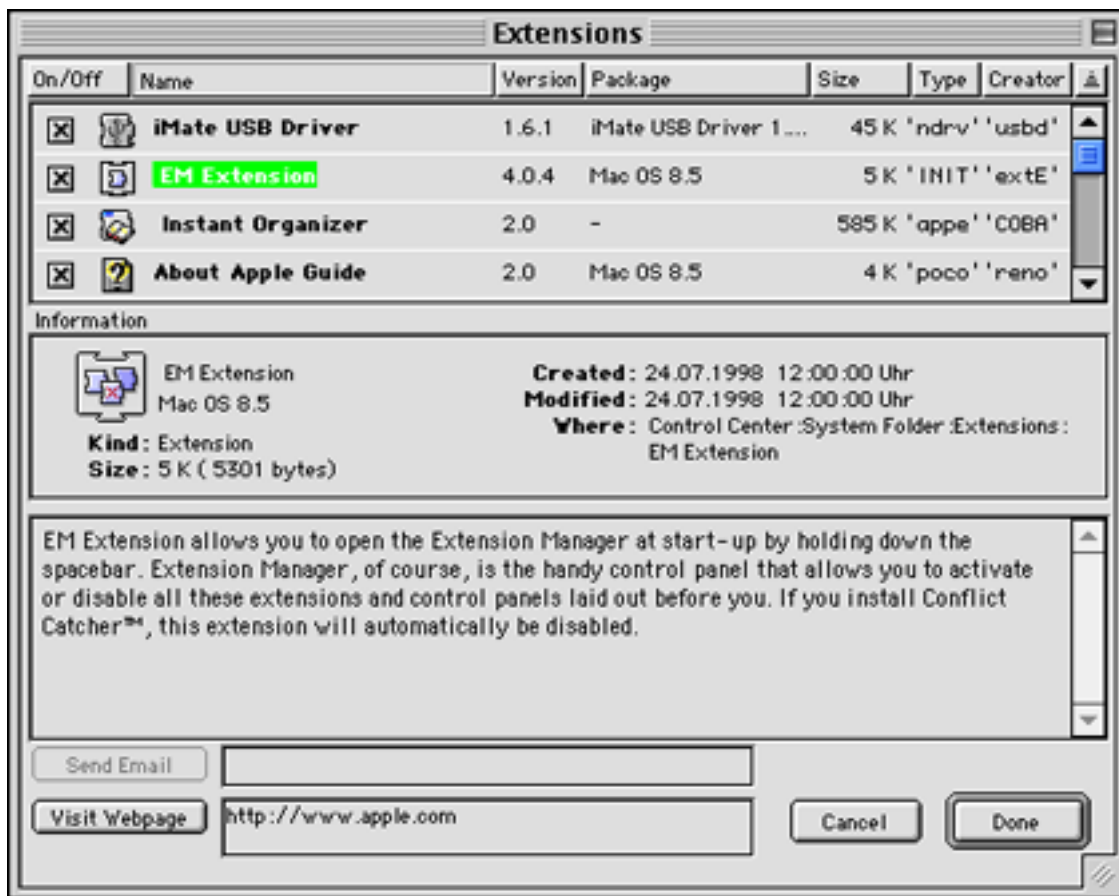 Extensions
On/Off Name Version Package Size Type Creator
iMate USB Driver 1.6.1 iMate USB Driver 1.... 45 K 'ndrv' 'usbd'
EM Extension 4.0.4 Mac OS 8.5 5 K 'INIT' 'extE'
Instant Organizer 2.0 - 585 K 'appe' 'COBA'
About Apple Guide 2.0 Mac OS 8.5 4 K 'poco' 'reno'
Information
EM Extension
Mac OS 8.5
Kind: Extension
Size: 5 K ( 5301 bytes)
Created: 24.07.1998 12:00:00 Uhr
Modified: 24.07.1998 12:00:00 Uhr
Where: Control Center:System Folder:Extensions:
EM Extension
EM Extension allows you to open the Extension Manager at start-up by holding down the
spacebar. Extension Manager, of course, is the handy control panel that allows you to activate
or disable all these extensions and control panels laid out before you. If you install Conflict
Catcher™, this extension will automatically be disabled.
Send Email
Visit Webpage http://www.apple.com
Cancel Done